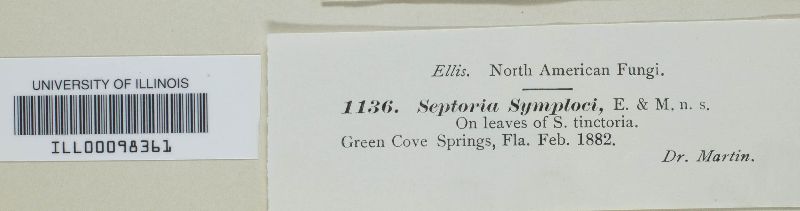 UNIVERSITY OF ILLINOIS
ILL00098361
Ellis. North American Fungi.
1136. Septoria Symploci, E. & M. n. s.
On leaves of S. tinctoria.
Green Cove Springs, Fla. Feb. 1882.
Dr. Martin.